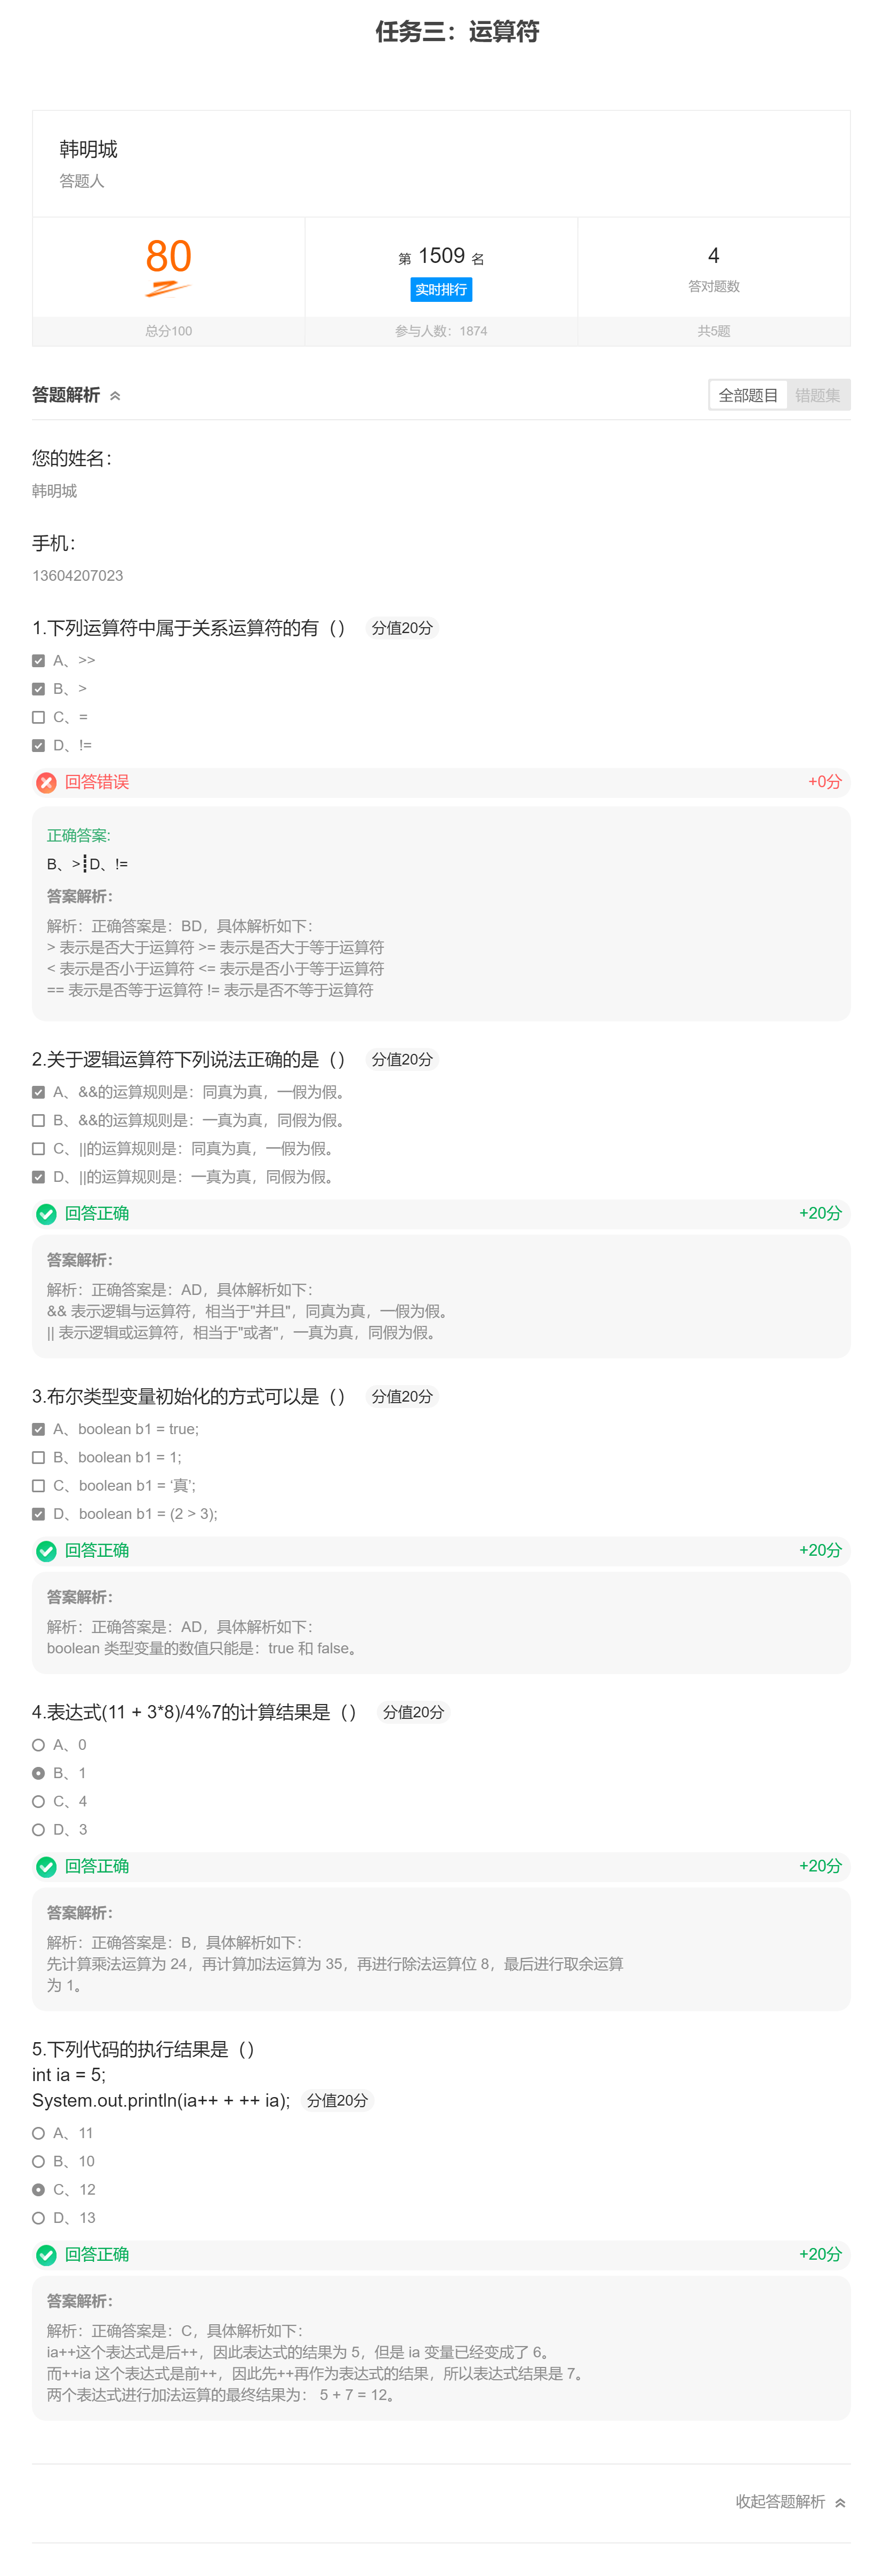 任务三：运算符
韩明城
答题人
80
第 1509 名
实时排行
4
答对题数
总分100
参与人数：1874
共5题
答题解析
全部题目 错题集
您的姓名：
韩明城
手机：
13604207023
1.下列运算符中属于关系运算符的有（） 分值20分
A、>>
B、>
C、=
D、!=
回答错误 +0分
正确答案:
B、>┋D、!=
答案解析：
解析：正确答案是：BD，具体解析如下：
> 表示是否大于运算符 >= 表示是否大于等于运算符
< 表示是否小于运算符 <= 表示是否小于等于运算符
== 表示是否等于运算符 != 表示是否不等于运算符
2.关于逻辑运算符下列说法正确的是（） 分值20分
A、&&的运算规则是：同真为真，一假为假。
B、&&的运算规则是：一真为真，同假为假。
C、||的运算规则是：同真为真，一假为假。
D、||的运算规则是：一真为真，同假为假。
回答正确 +20分
答案解析：
解析：正确答案是：AD，具体解析如下：
&& 表示逻辑与运算符，相当于"并且"，同真为真，一假为假。
|| 表示逻辑或运算符，相当于"或者"，一真为真，同假为假。
3.布尔类型变量初始化的方式可以是（） 分值20分
A、boolean b1 = true;
B、boolean b1 = 1;
C、boolean b1 = ‘真’;
D、boolean b1 = (2 > 3);
回答正确 +20分
答案解析：
解析：正确答案是：AD，具体解析如下：
boolean 类型变量的数值只能是：true 和 false。
4.表达式(11 + 3*8)/4%7的计算结果是（） 分值20分
A、0
B、1
C、4
D、3
回答正确 +20分
答案解析：
解析：正确答案是：B，具体解析如下：
先计算乘法运算为 24，再计算加法运算为 35，再进行除法运算位 8，最后进行取余运算
为 1。
5.下列代码的执行结果是（）
int ia = 5;
System.out.println(ia++ + ++ ia); 分值20分
A、11
B、10
C、12
D、13
回答正确 +20分
答案解析：
解析：正确答案是：C，具体解析如下：
ia++这个表达式是后++，因此表达式的结果为 5，但是 ia 变量已经变成了 6。
而++ia 这个表达式是前++，因此先++再作为表达式的结果，所以表达式结果是 7。
两个表达式进行加法运算的最终结果为： 5 + 7 = 12。
收起答题解析